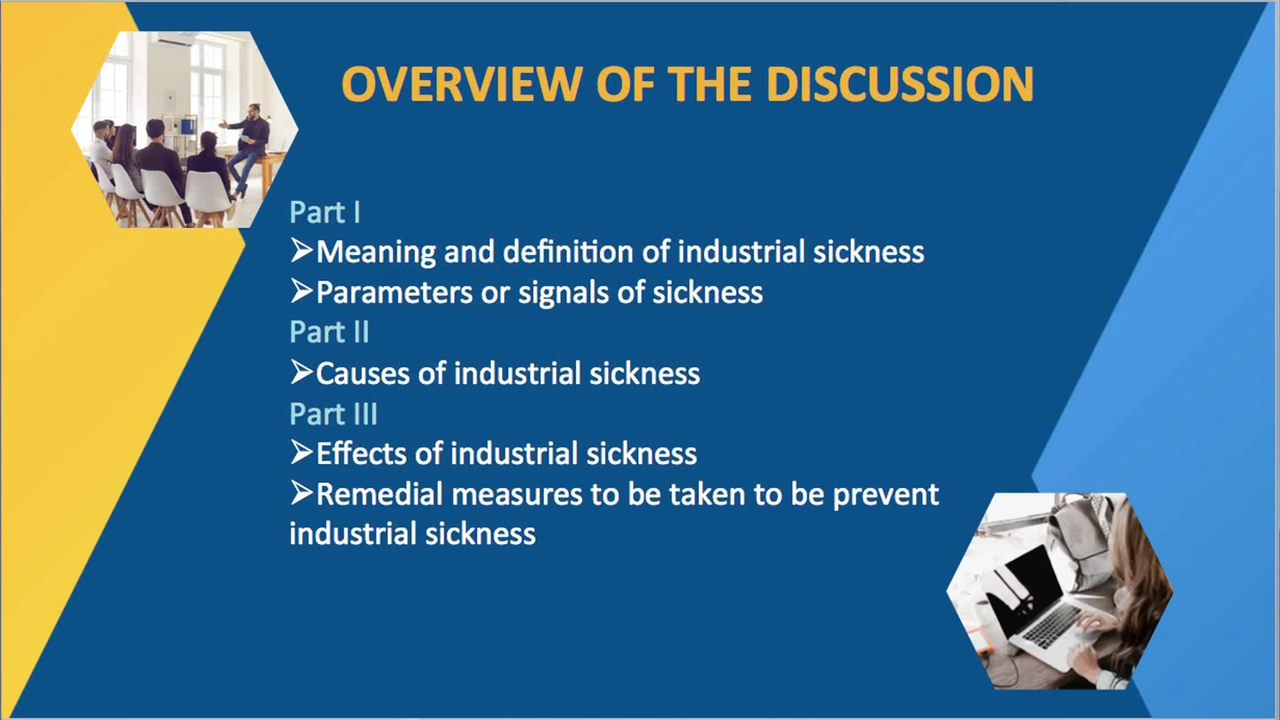 OVERVIEW OF THE DISCUSSION
Part I
➢Meaning and definition of industrial sickness
➢Parameters or signals of sickness
Part II
➢Causes of industrial sickness
Part III
➢Effects of industrial sickness
➢Remedial measures to be taken to be prevent
industrial sickness